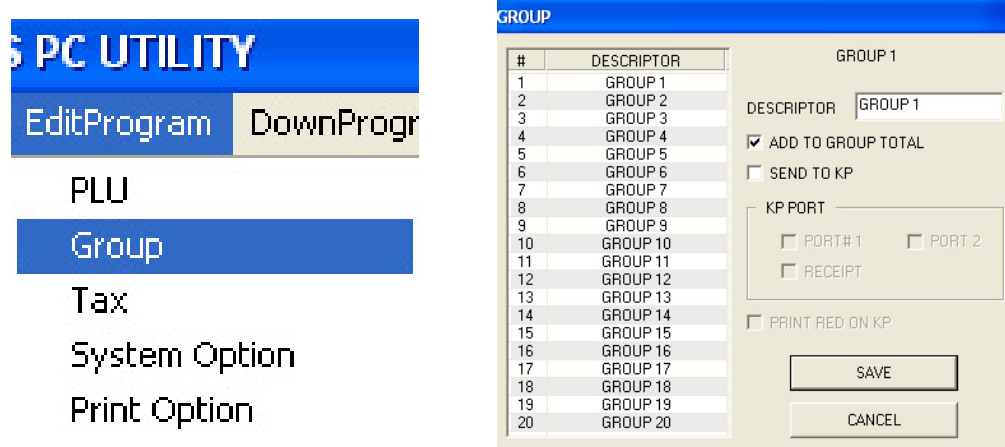 S PC UTILITY
EditProgram DownProgr
PLU
Group
Tax
System Option
Print Option
GROUP
# DESCRIPTOR
1 GROUP 1
2 GROUP 2
3 GROUP 3
4 GROUP 4
5 GROUP 5
6 GROUP 6
7 GROUP 7
8 GROUP 8
9 GROUP 9
10 GROUP 10
11 GROUP 11
12 GROUP 12
13 GROUP 13
14 GROUP 14
15 GROUP 15
16 GROUP 16
17 GROUP 17
18 GROUP 18
19 GROUP 19
20 GROUP 20
GROUP 1
DESCRIPTOR GROUP 1
ADD TO GROUP TOTAL
SEND TO KP
KP PORT
PORT# 1 PORT 2
RECEIPT
PRINT RED ON KP
SAVE
CANCEL